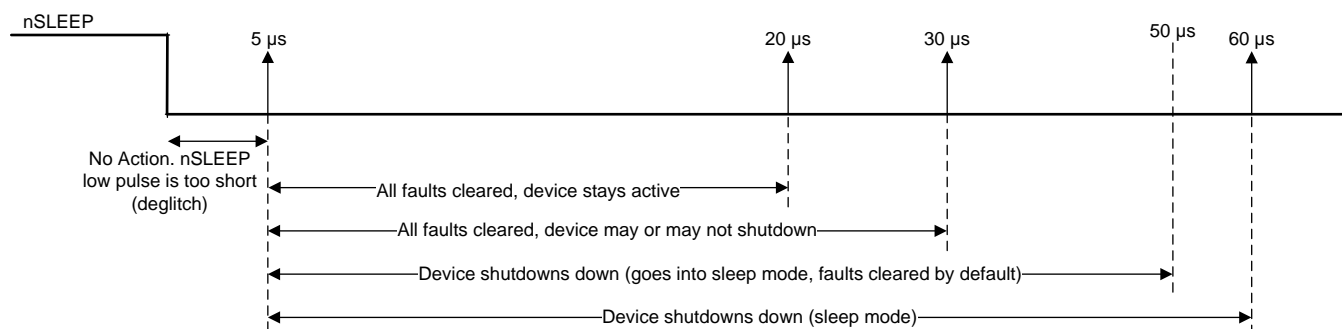 nSLEEP
5 µs
20 µs
30 µs
50 µs
60 µs
No Action. nSLEEP
low pulse is too short
(deglitch)
All faults cleared, device stays active
All faults cleared, device may or may not shutdown
Device shutdowns down (goes into sleep mode, faults cleared by default)
Device shutdowns down (sleep mode)